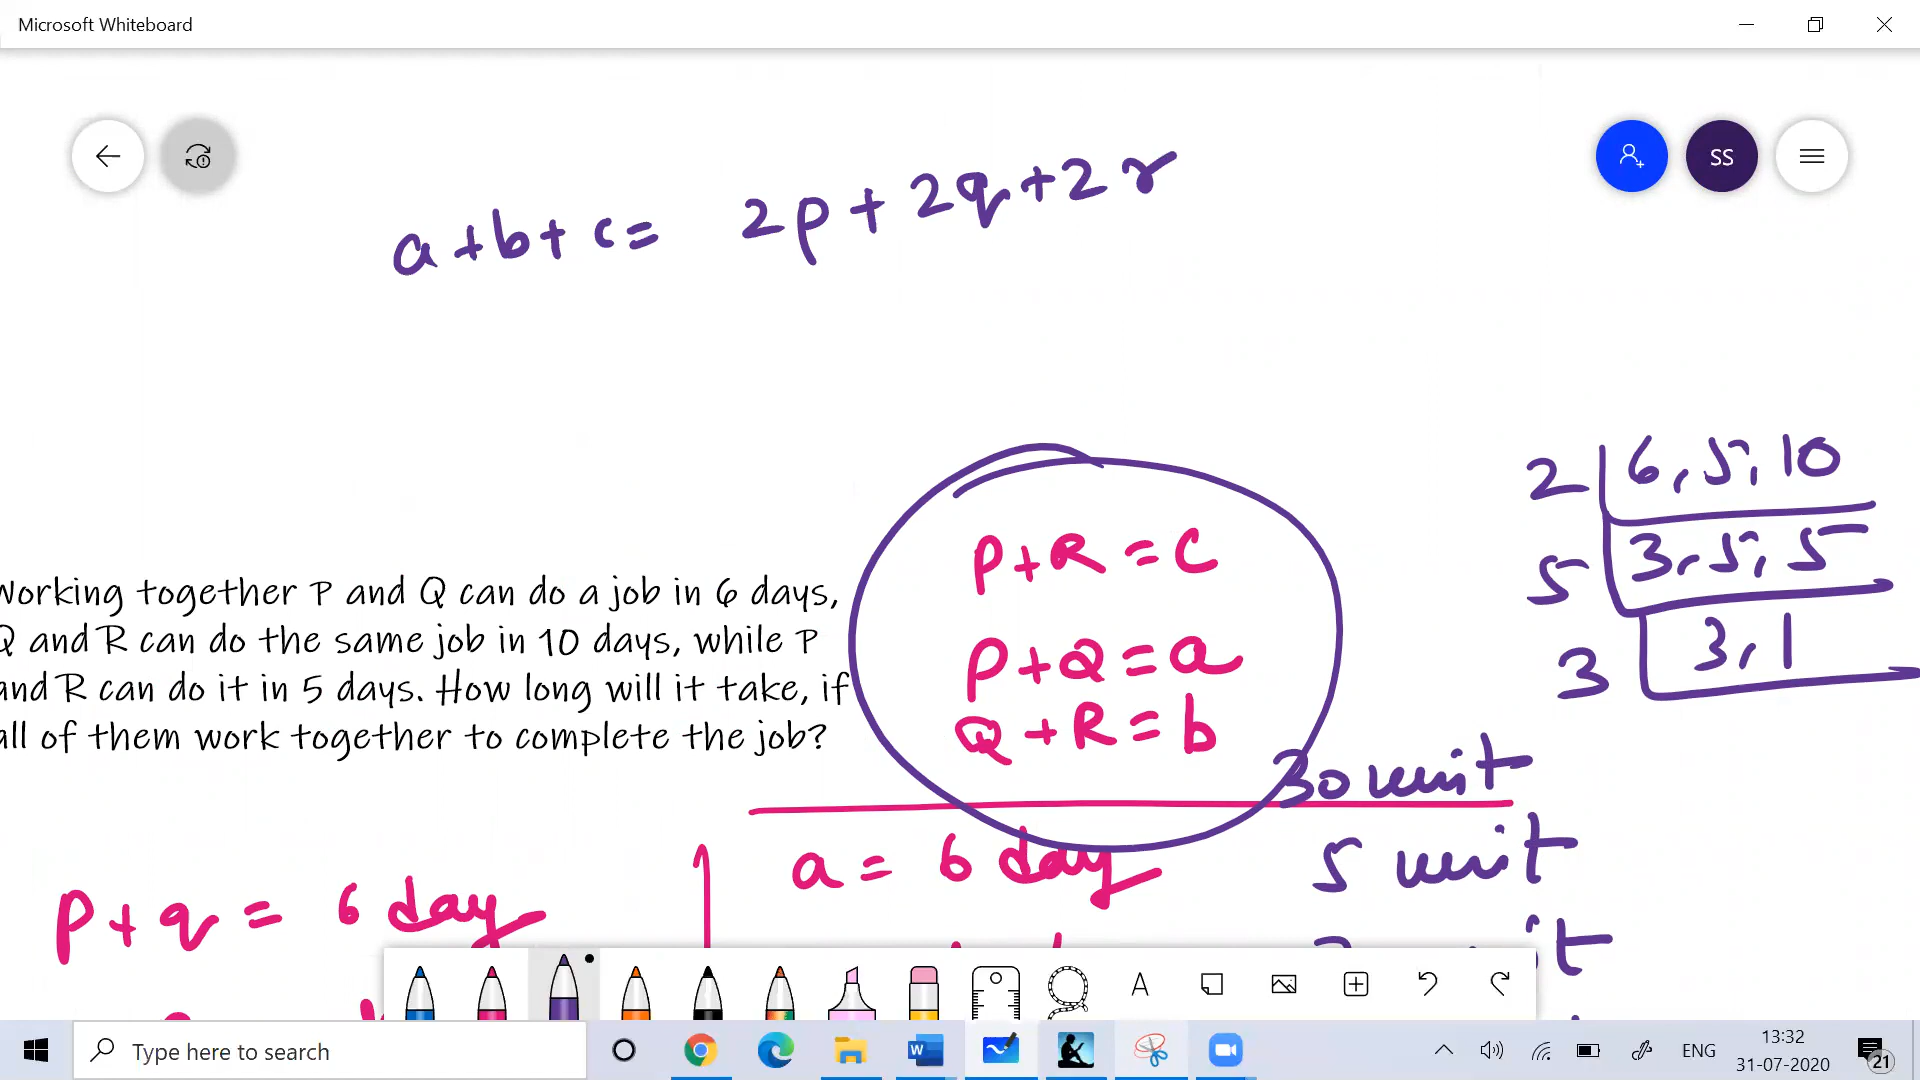 Microsoft Whiteboard
SS
a+b+c= 2p+2q+2r
2 6, 5, 10
5 3, 5, 5
3 3, 1
P+R=c
P+Q=a
Q+R=b
Working together P and Q can do a job in 6 days,
Q and R can do the same job in 10 days, while P
and R can do it in 5 days. How long will it take, if
all of them work together to complete the job?
30 unit
a = 6 day
5 unit
p+q = 6 day
A
Type here to search
W
ENG
13:32
31-07-2020
21